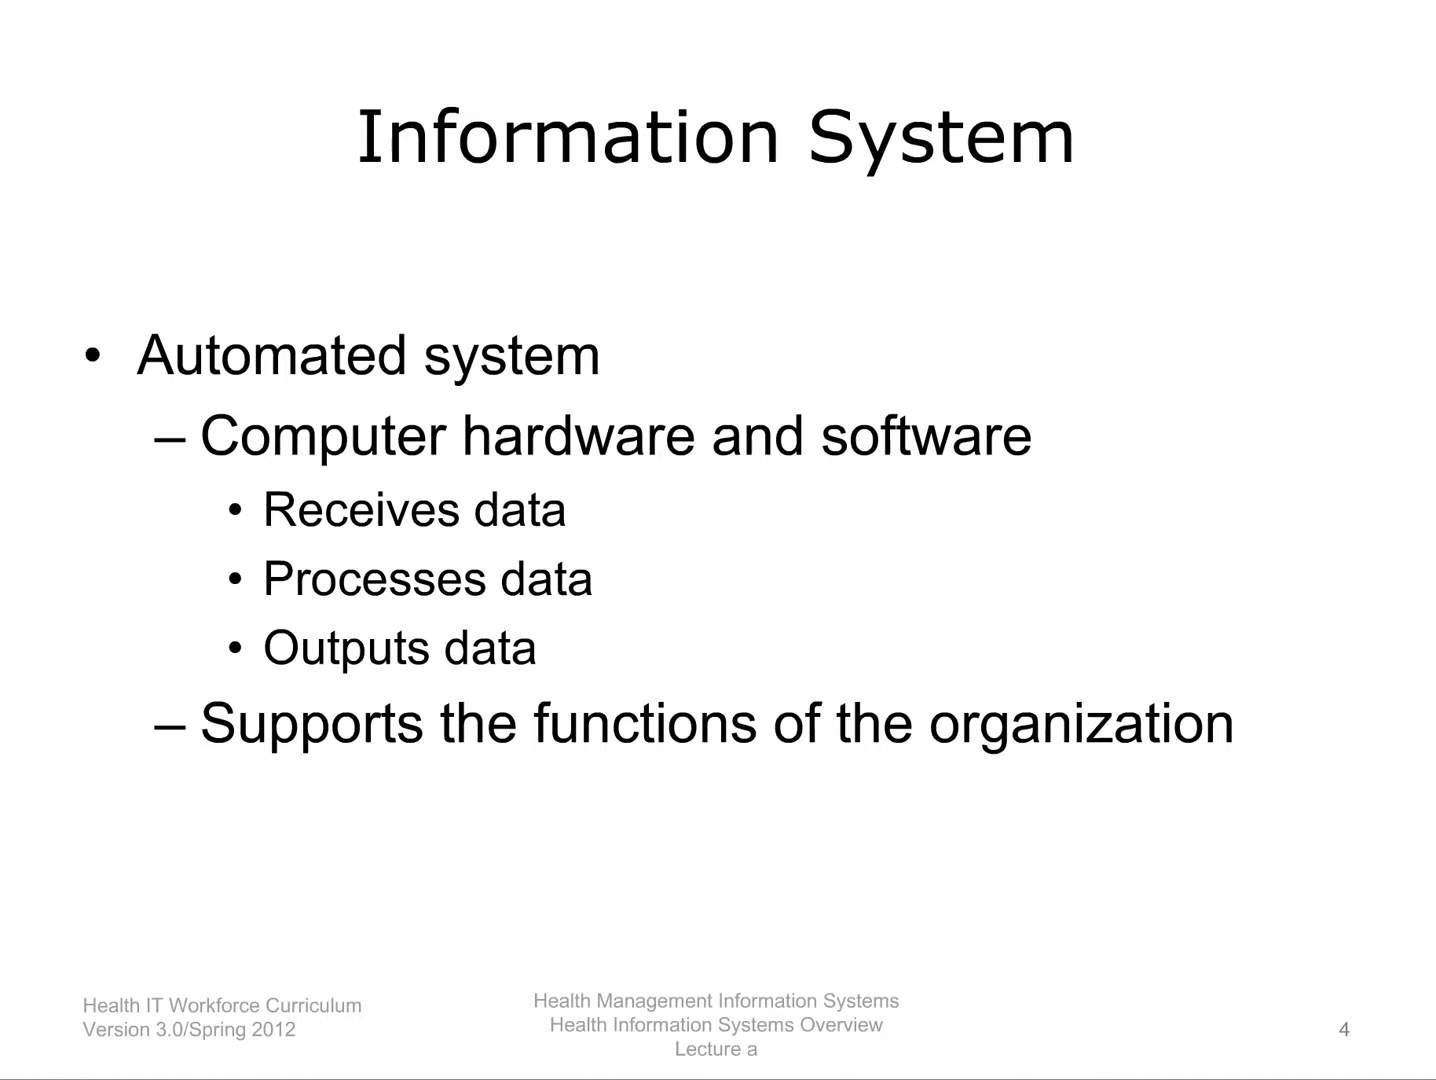 Information System
• Automated system
– Computer hardware and software
• Receives data
• Processes data
• Outputs data
– Supports the functions of the organization
Health IT Workforce Curriculum
Version 3.0/Spring 2012
Health Management Information Systems
Health Information Systems Overview
Lecture a
4